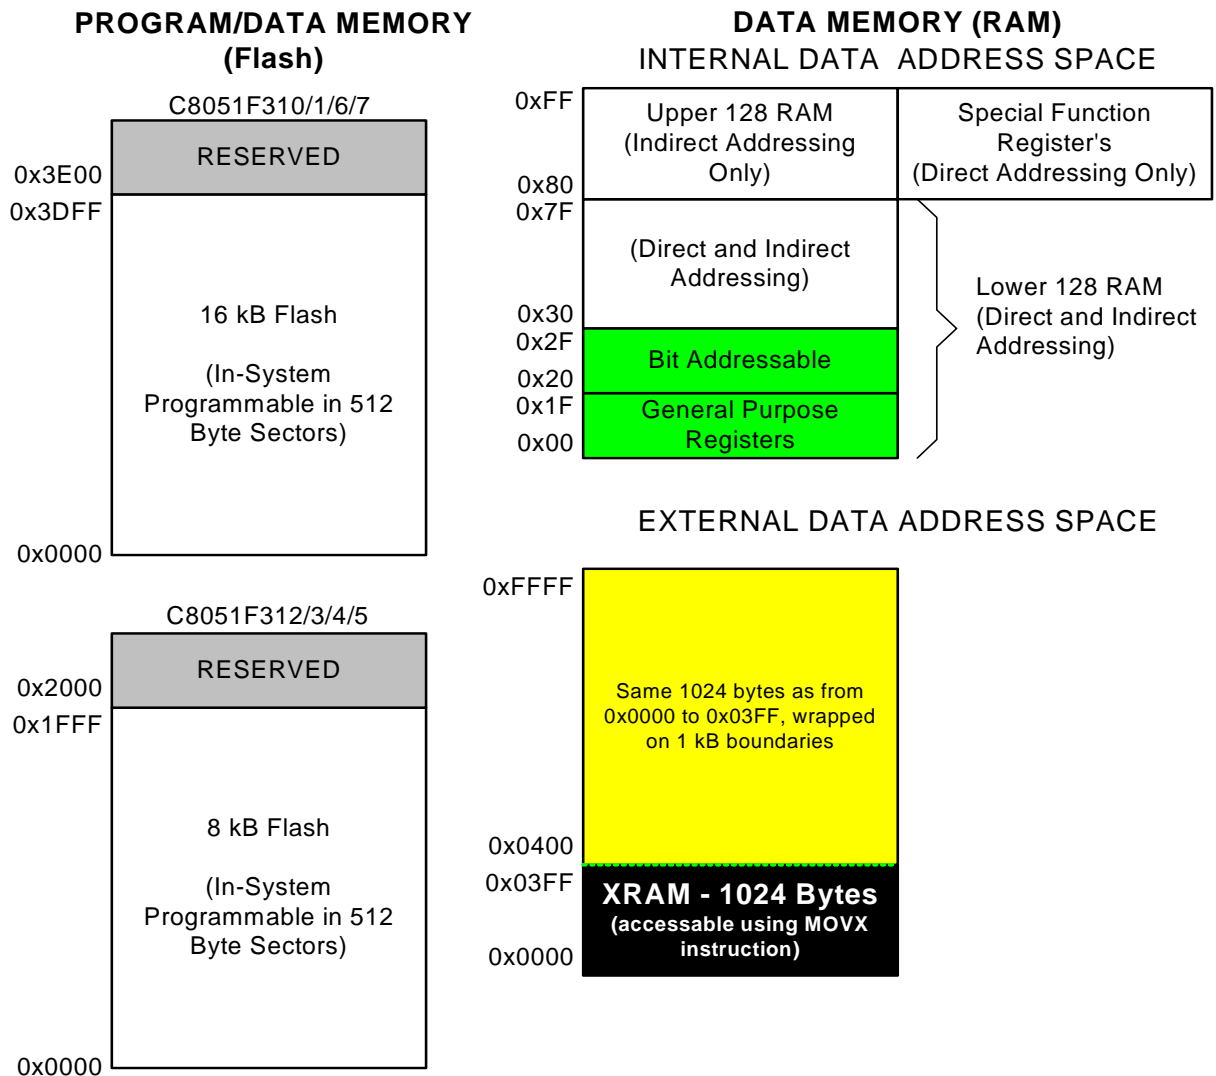 PROGRAM/DATA MEMORY
(Flash)
C8051F310/1/6/7
RESERVED
0x3E00
0x3DFF
16 kB Flash
(In-System
Programmable in 512
Byte Sectors)
0x0000
C8051F312/3/4/5
RESERVED
0x2000
0x1FFF
8 kB Flash
(In-System
Programmable in 512
Byte Sectors)
0x0000
DATA MEMORY (RAM)
INTERNAL DATA ADDRESS SPACE
0xFF
Upper 128 RAM
(Indirect Addressing
Only)
0x80
Special Function
Register's
(Direct Addressing Only)
0x7F
(Direct and Indirect
Addressing)
0x30
0x2F
Bit Addressable
0x20
0x1F
General Purpose
Registers
0x00
Lower 128 RAM
(Direct and Indirect
Addressing)
EXTERNAL DATA ADDRESS SPACE
0xFFFF
Same 1024 bytes as from
0x0000 to 0x03FF, wrapped
on 1 kB boundaries
0x0400
0x03FF
XRAM - 1024 Bytes
(accessable using MOVX
instruction)
0x0000